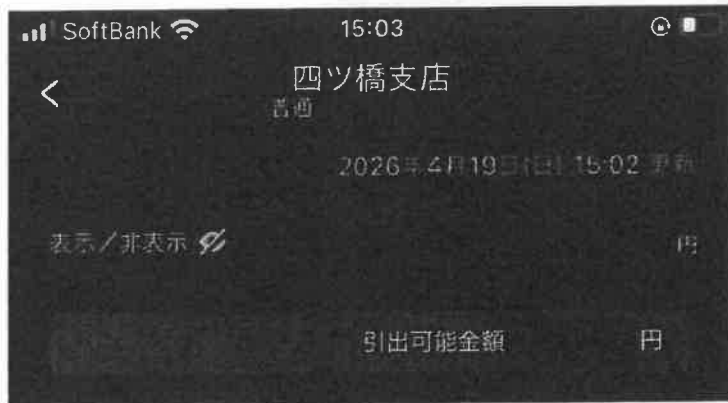 SoftBank 15:03
四ツ橋支店
普通
2026年4月19日(日) 15:02 更新
表示/非表示 円
引出可能金額 円